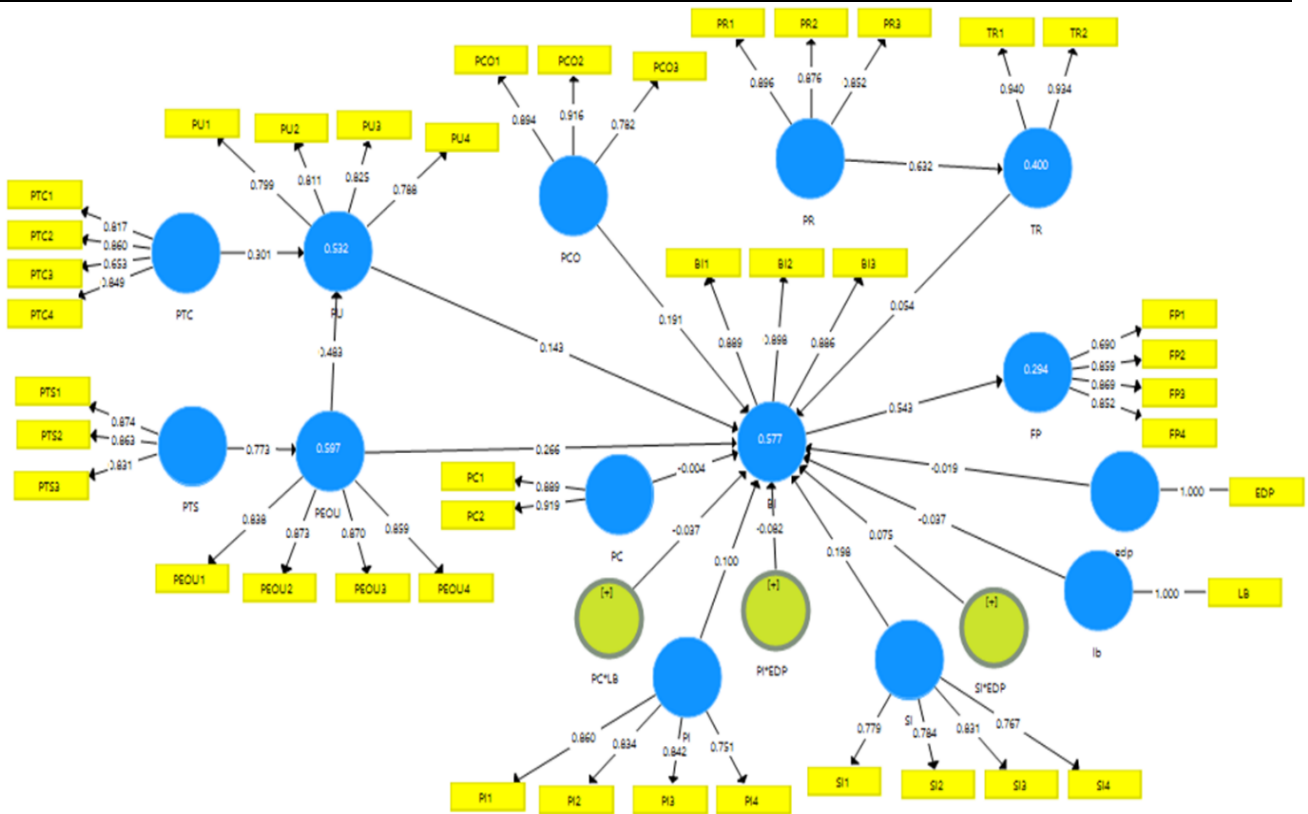 PR1
PR2
PR3
TR1
TR2
0.896
0.876
0.852
0.940
0.934
PCO1
PCO2
PCO3
0.894
0.916
0.782
PU1
PU2
PU3
PU4
0.799
0.811
0.825
0.788
0.632
0.400
PR
TR
PTC1
PTC2
PTC3
PTC4
0.817
0.860
0.653
0.849
0.301
0.532
PTC
PU
PCO
BI1
BI2
BI3
0.889
0.898
0.886
0.191
0.054
0.143
0.483
FP1
FP2
FP3
FP4
0.690
0.859
0.869
0.852
0.294
FP
0.543
PTS1
PTS2
PTS3
0.874
0.863
0.831
0.773
0.597
PTS
PEOU
0.266
0.577
BI
PC1
PC2
0.889
0.919
-0.004
PC
-0.019
1.000
EDP
edp
0.838
0.873
0.870
0.859
PEOU1
PEOU2
PEOU3
PEOU4
-0.037
0.100
-0.082
0.198
0.075
-0.037
1.000
LB
lb
[+]
PC*LB
[+]
PI*EDP
[+]
SI*EDP
PI
SI
0.860
0.834
0.842
0.751
0.779
0.784
0.831
0.767
PI1
PI2
PI3
PI4
SI1
SI2
SI3
SI4